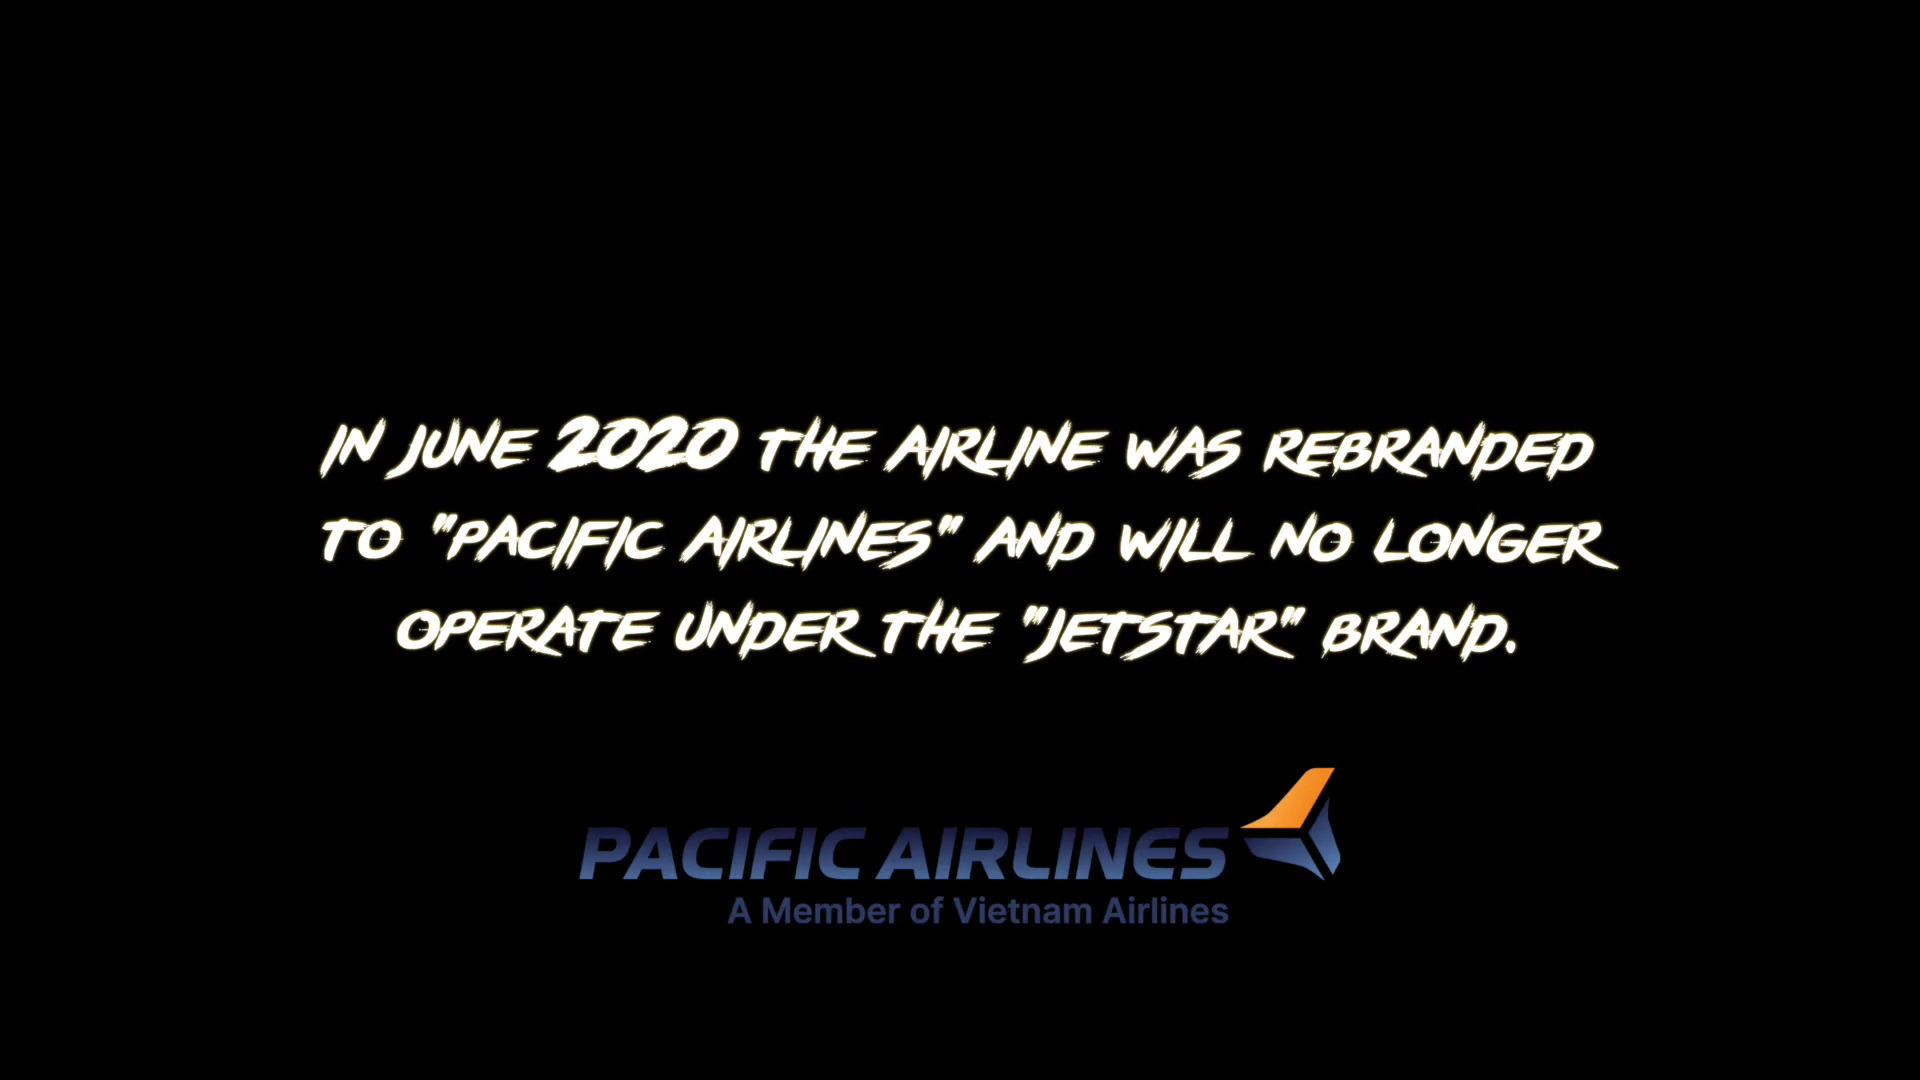 IN JUNE 2020 THE AIRLINE WAS REBRANDED
TO "PACIFIC AIRLINES" AND WILL NO LONGER
OPERATE UNDER THE "JETSTAR" BRAND.
PACIFIC AIRLINES
A Member of Vietnam Airlines